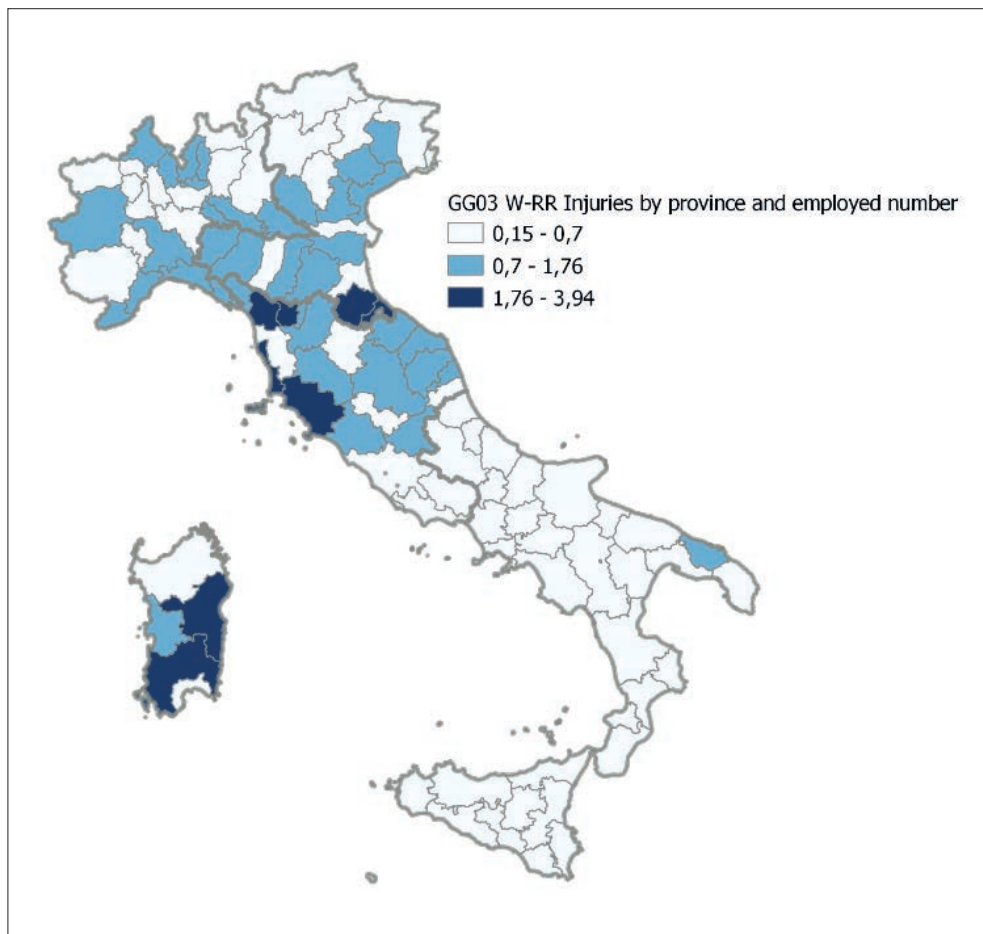 GG03 W-RR Injuries by province and employed number
0,15 - 0,7
0,7 - 1,76
1,76 - 3,94